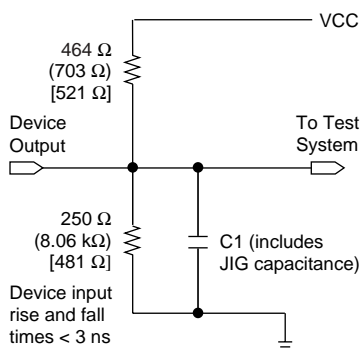 VCC
464 Ω
(703 Ω)
[521 Ω]
Device
Output
To Test
System
250 Ω
(8.06 kΩ)
[481 Ω]
C1 (includes
JIG capacitance)
Device input
rise and fall
times < 3 ns